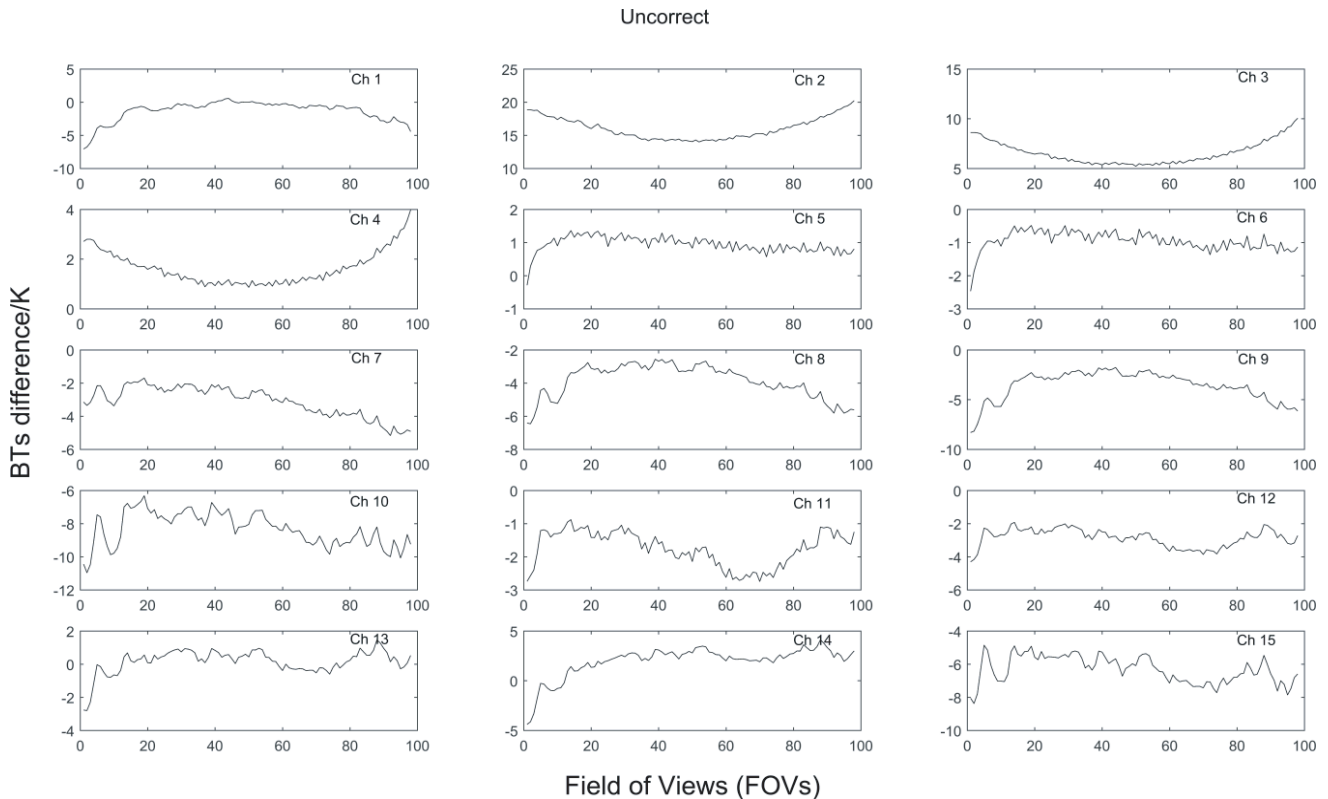 Uncorrect
5
0
-5
-10
0 20 40 60 80 100
Ch 1
25
20
15
10
0 20 40 60 80 100
Ch 2
15
10
5
0 20 40 60 80 100
Ch 3
4
2
0
0 20 40 60 80 100
Ch 4
2
1
0
-1
0 20 40 60 80 100
Ch 5
0
-1
-2
-3
0 20 40 60 80 100
Ch 6
0
-2
-4
-6
0 20 40 60 80 100
Ch 7
-2
-4
-6
-8
0 20 40 60 80 100
Ch 8
0
-5
-10
0 20 40 60 80 100
Ch 9
-6
-8
-10
-12
0 20 40 60 80 100
Ch 10
0
-1
-2
-3
0 20 40 60 80 100
Ch 11
0
-2
-4
-6
0 20 40 60 80 100
Ch 12
2
0
-2
-4
0 20 40 60 80 100
Ch 13
5
0
-5
0 20 40 60 80 100
Ch 14
-4
-6
-8
-10
0 20 40 60 80 100
Ch 15
BTs difference/K
Field of Views (FOVs)